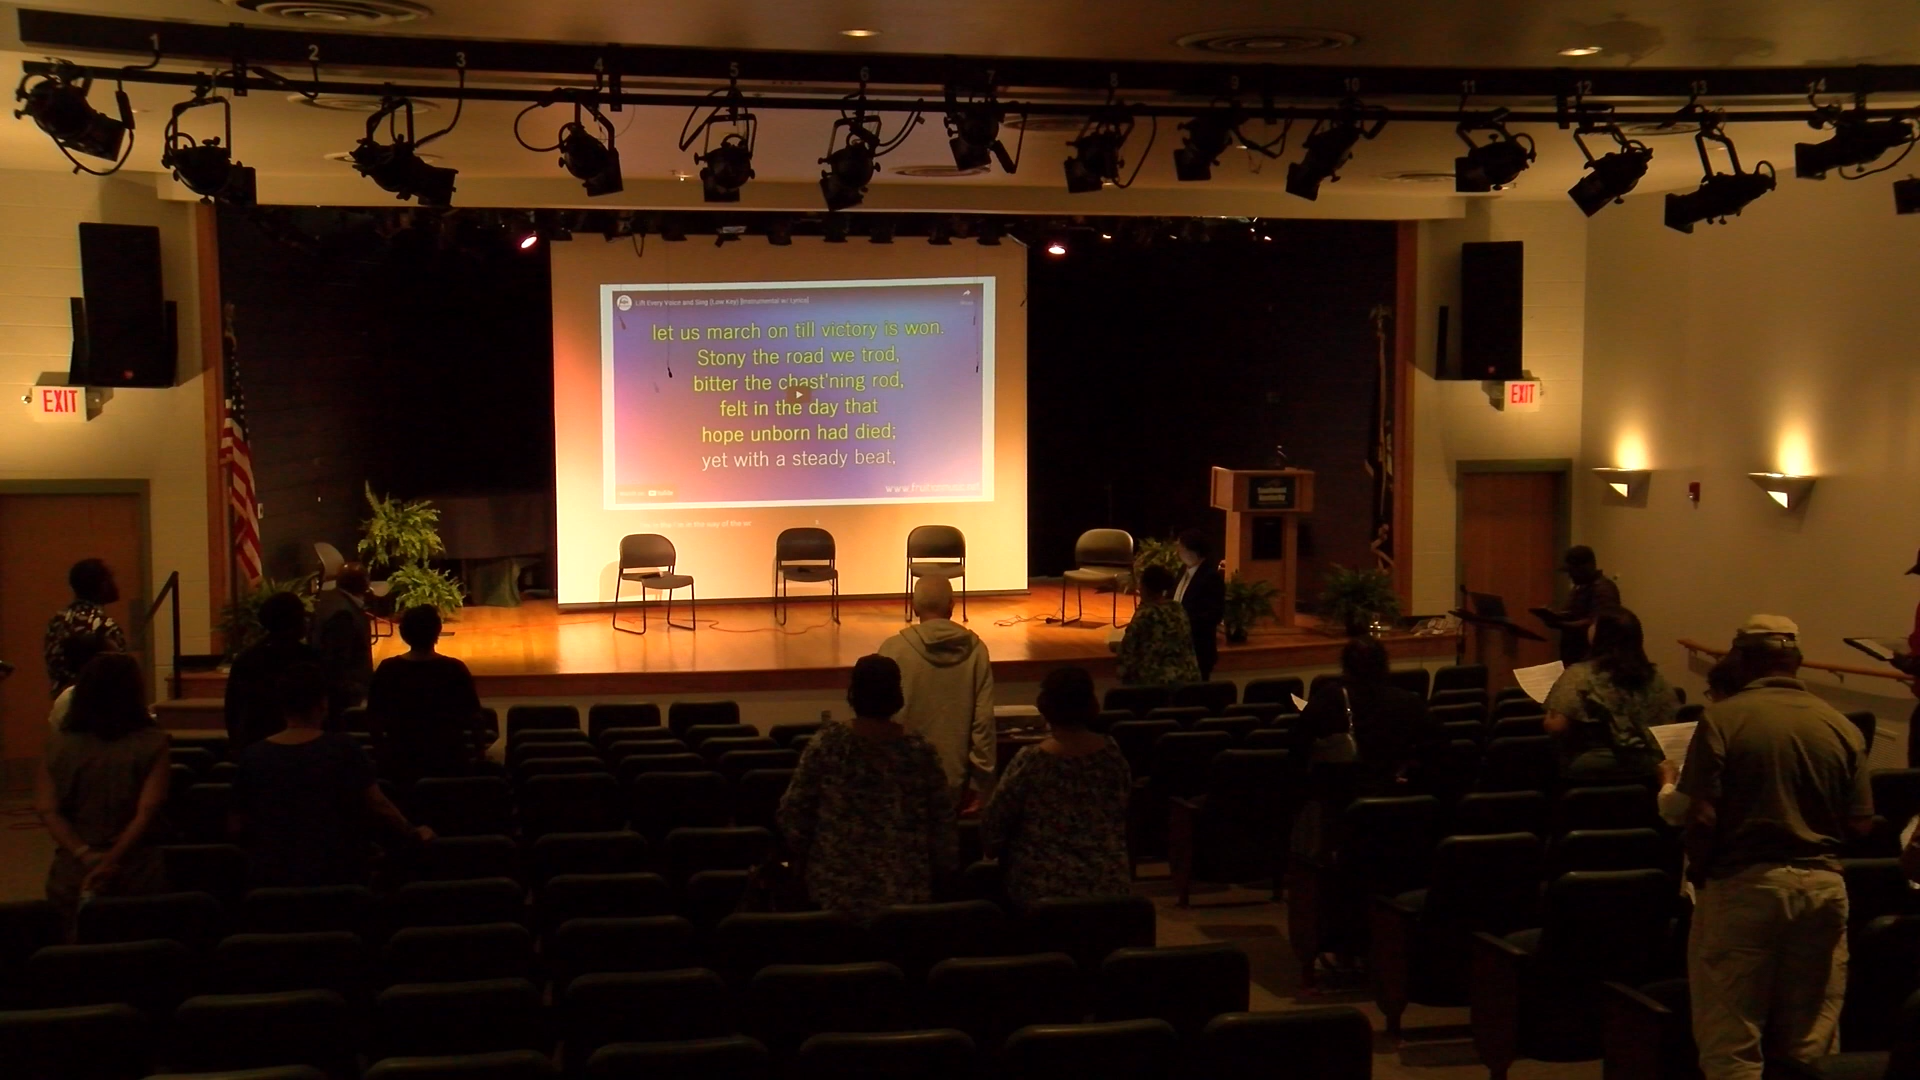 1 2 3 4 5 6 7 8 9 10 11 12 13 14
Lift Every Voice and Sing (Low Key) [Instrumental w/ Lyrics]
let us march on till victory is won.
Stony the road we trod,
bitter the chast'ning rod,
felt in the day that
hope unborn had died;
yet with a steady beat,
YouTube
EXIT
EXIT